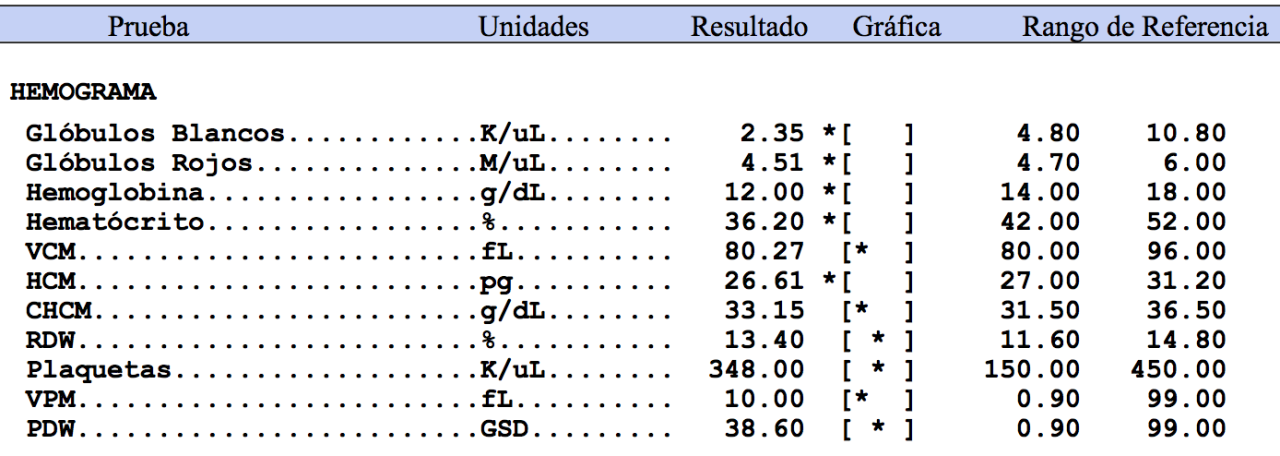 Prueba Unidades Resultado Gráfica Rango de Referencia
HEMOGRAMA
Glóbulos Blancos............K/uL........ 2.35 *[ ] 4.80 10.80
Glóbulos Rojos..............M/uL........ 4.51 *[ ] 4.70 6.00
Hemoglobina.................g/dL........ 12.00 *[ ] 14.00 18.00
Hematócrito.................%........... 36.20 *[ ] 42.00 52.00
VCM.........................fL.......... 80.27 [* ] 80.00 96.00
HCM.........................pg.......... 26.61 *[ ] 27.00 31.20
CHCM........................g/dL........ 33.15 [* ] 31.50 36.50
RDW.........................%........... 13.40 [ * ] 11.60 14.80
Plaquetas...................K/uL........ 348.00 [ * ] 150.00 450.00
VPM.........................fL.......... 10.00 [* ] 0.90 99.00
PDW.........................GSD......... 38.60 [ * ] 0.90 99.00